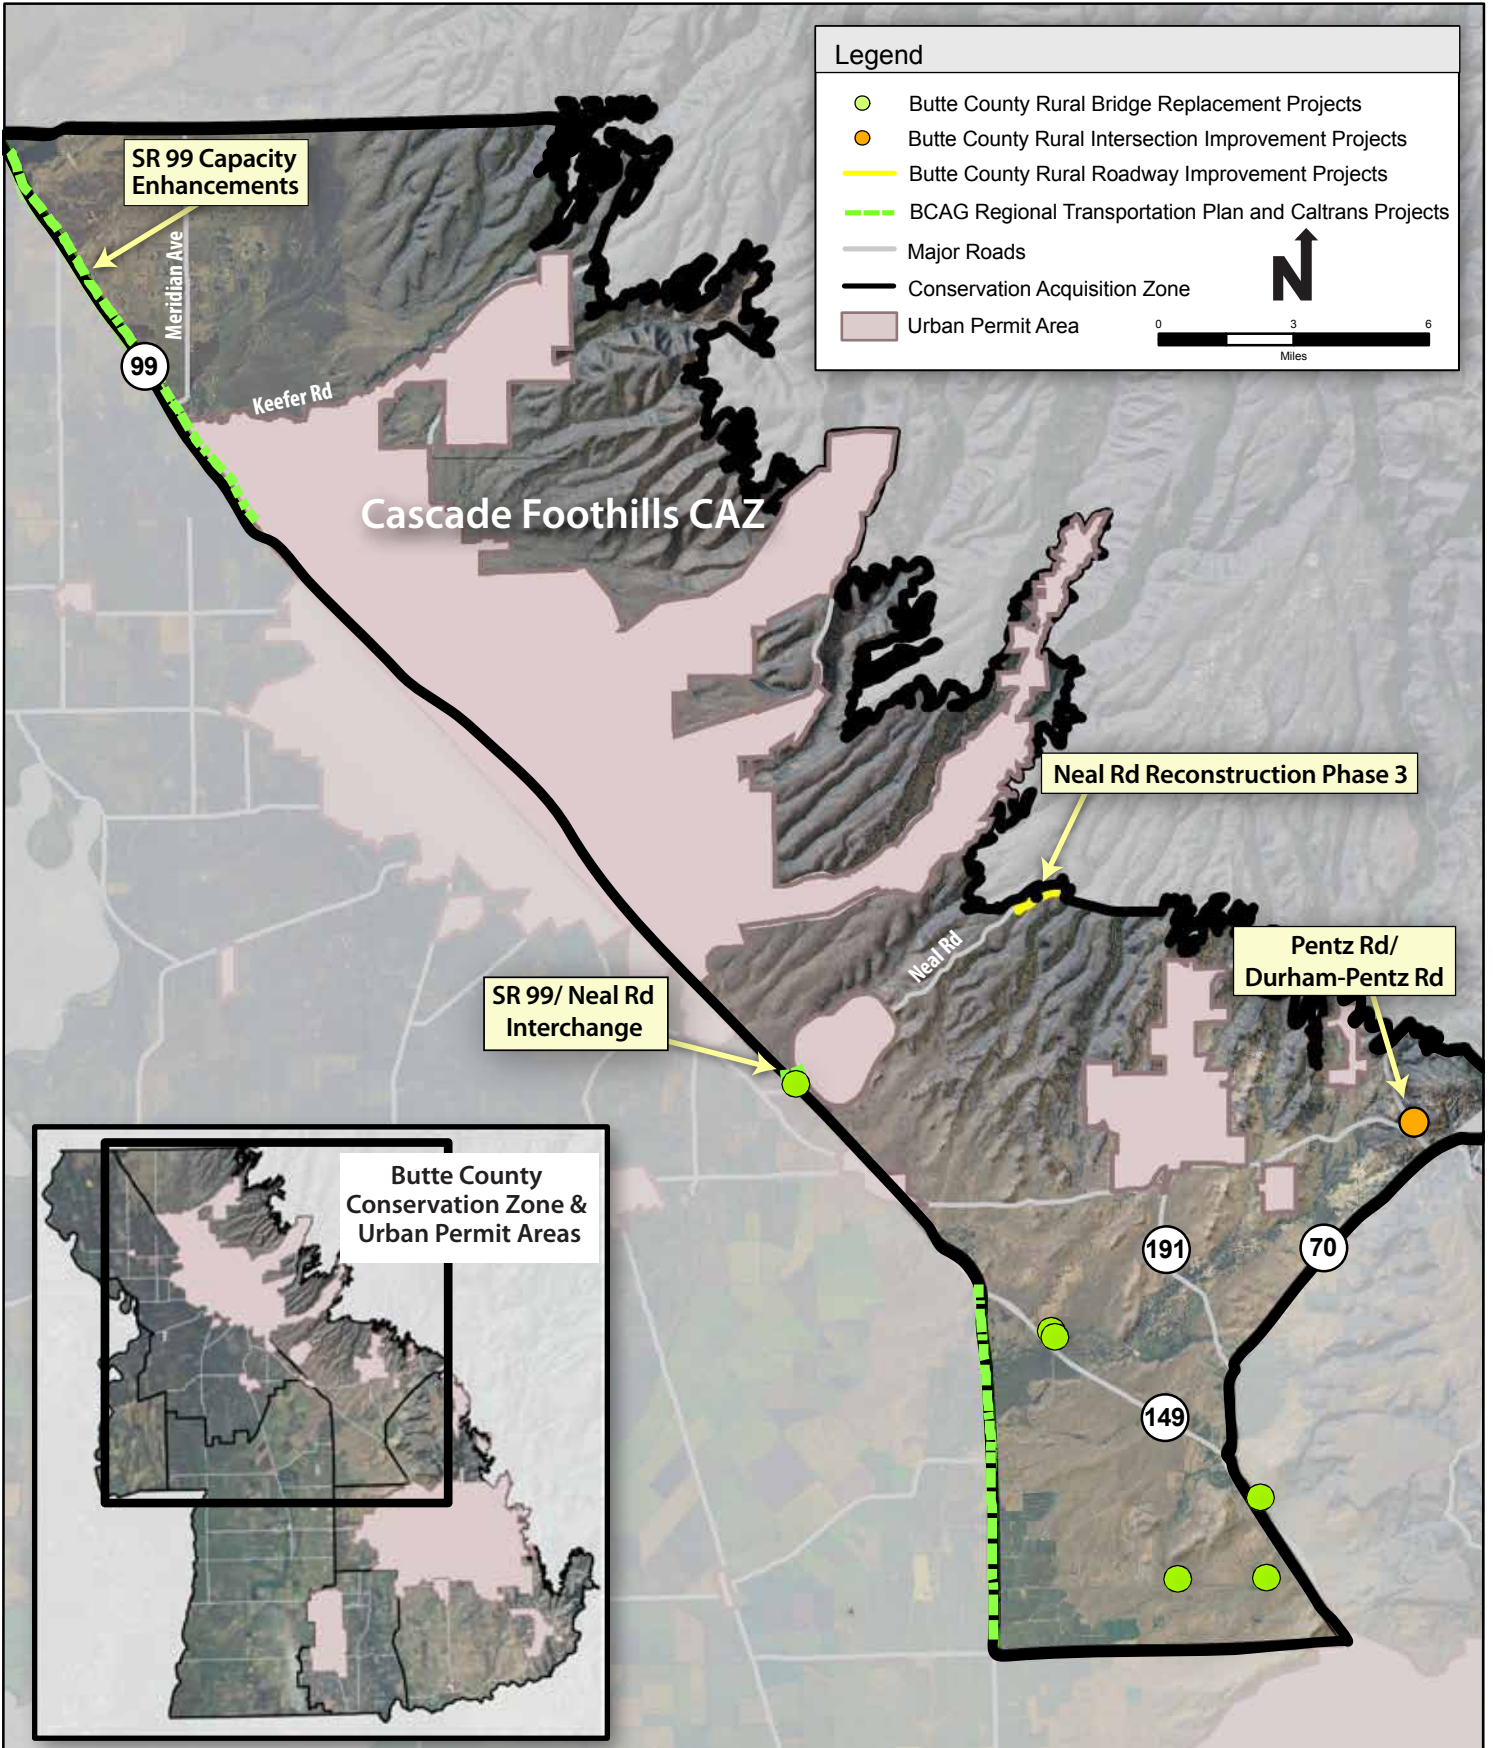 Legend
Butte County Rural Bridge Replacement Projects
Butte County Rural Intersection Improvement Projects
Butte County Rural Roadway Improvement Projects
BCAG Regional Transportation Plan and Caltrans Projects
Major Roads
Conservation Acquisition Zone
Urban Permit Area
N
0 3 6
Miles
SR 99 Capacity
Enhancements
Meridian Ave
99
Keefer Rd
Cascade Foothills CAZ
Neal Rd Reconstruction Phase 3
Neal Rd
Pentz Rd/
Durham-Pentz Rd
SR 99/ Neal Rd
Interchange
191
70
149
Butte County
Conservation Zone &
Urban Permit Areas